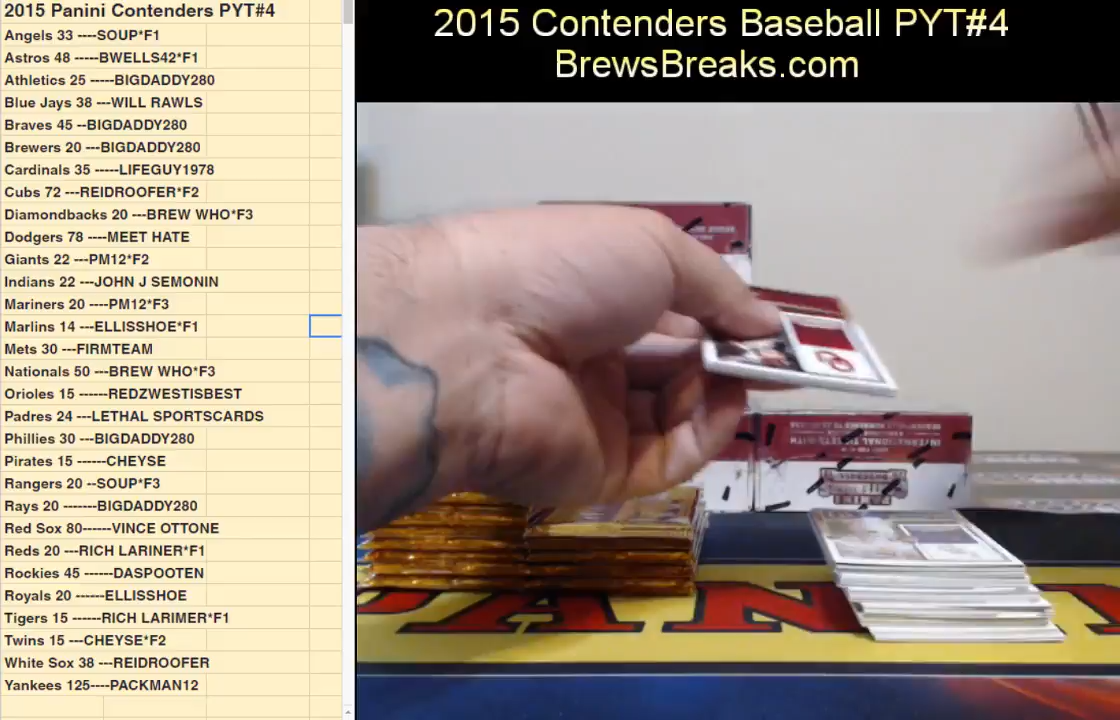 2015 Panini Contenders PYT#4
Angels 33 ----SOUP*F1
Astros 48 -----BWELLS42*F1
Athletics 25 -----BIGDADDY280
Blue Jays 38 ---WILL RAWLS
Braves 45 --BIGDADDY280
Brewers 20 ---BIGDADDY280
Cardinals 35 -----LIFEGUY1978
Cubs 72 ---REIDROOFER*F2
Diamondbacks 20 ---BREW WHO*F3
Dodgers 78 ----MEET HATE
Giants 22 ---PM12*F2
Indians 22 ---JOHN J SEMONIN
Mariners 20 ----PM12*F3
Marlins 14 ---ELLISSHOE*F1
Mets 30 ---FIRMTEAM
Nationals 50 ---BREW WHO*F3
Orioles 15 ------REDZWESTISBEST
Padres 24 ---LETHAL SPORTSCARDS
Phillies 30 ---BIGDADDY280
Pirates 15 ------CHEYSE
Rangers 20 --SOUP*F3
Rays 20 -------BIGDADDY280
Red Sox 80------VINCE OTTONE
Reds 20 ---RICH LARINER*F1
Rockies 45 ------DASPOOTEN
Royals 20 ------ELLISSHOE
Tigers 15 ------RICH LARIMER*F1
Twins 15 ---CHEYSE*F2
White Sox 38 ---REIDROOFER
Yankees 125----PACKMAN12
2015 Contenders Baseball PYT#4
BrewsBreaks.com
INTERNATIONAL TICKETS WITH